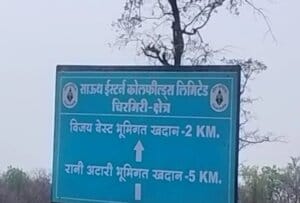 साउथ ईस्टर्न कोलफील्ड्स लिमिटेड
चिरमिरी-क्षेत्र
विजय वेस्ट भूमिगत खदान-2 KM.
रानी अटारी भूमिगत खदान-5 KM.